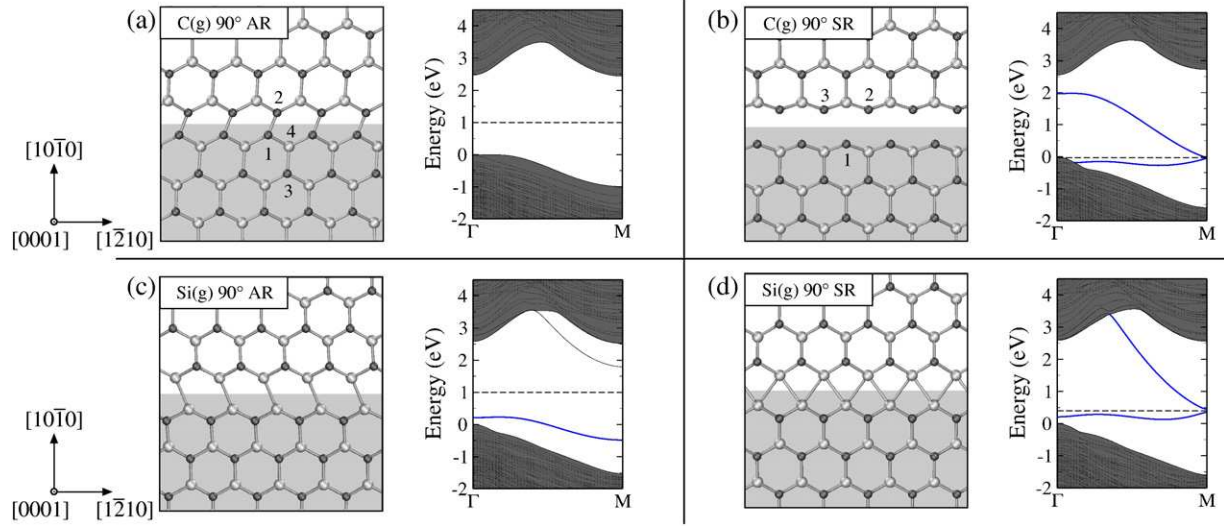 (a)
C(g) 90° AR
2
4
1
3
[101̄0]
[0001]
[12̄10]
Energy (eV)
4
3
2
1
0
-1
-2
Γ
M
(b)
C(g) 90° SR
3
2
1
Energy (eV)
4
3
2
1
0
-1
-2
Γ
M
(c)
Si(g) 90° AR
[101̄0]
[0001]
[12̄10]
Energy (eV)
4
3
2
1
0
-1
-2
Γ
M
(d)
Si(g) 90° SR
Energy (eV)
4
3
2
1
0
-1
-2
Γ
M